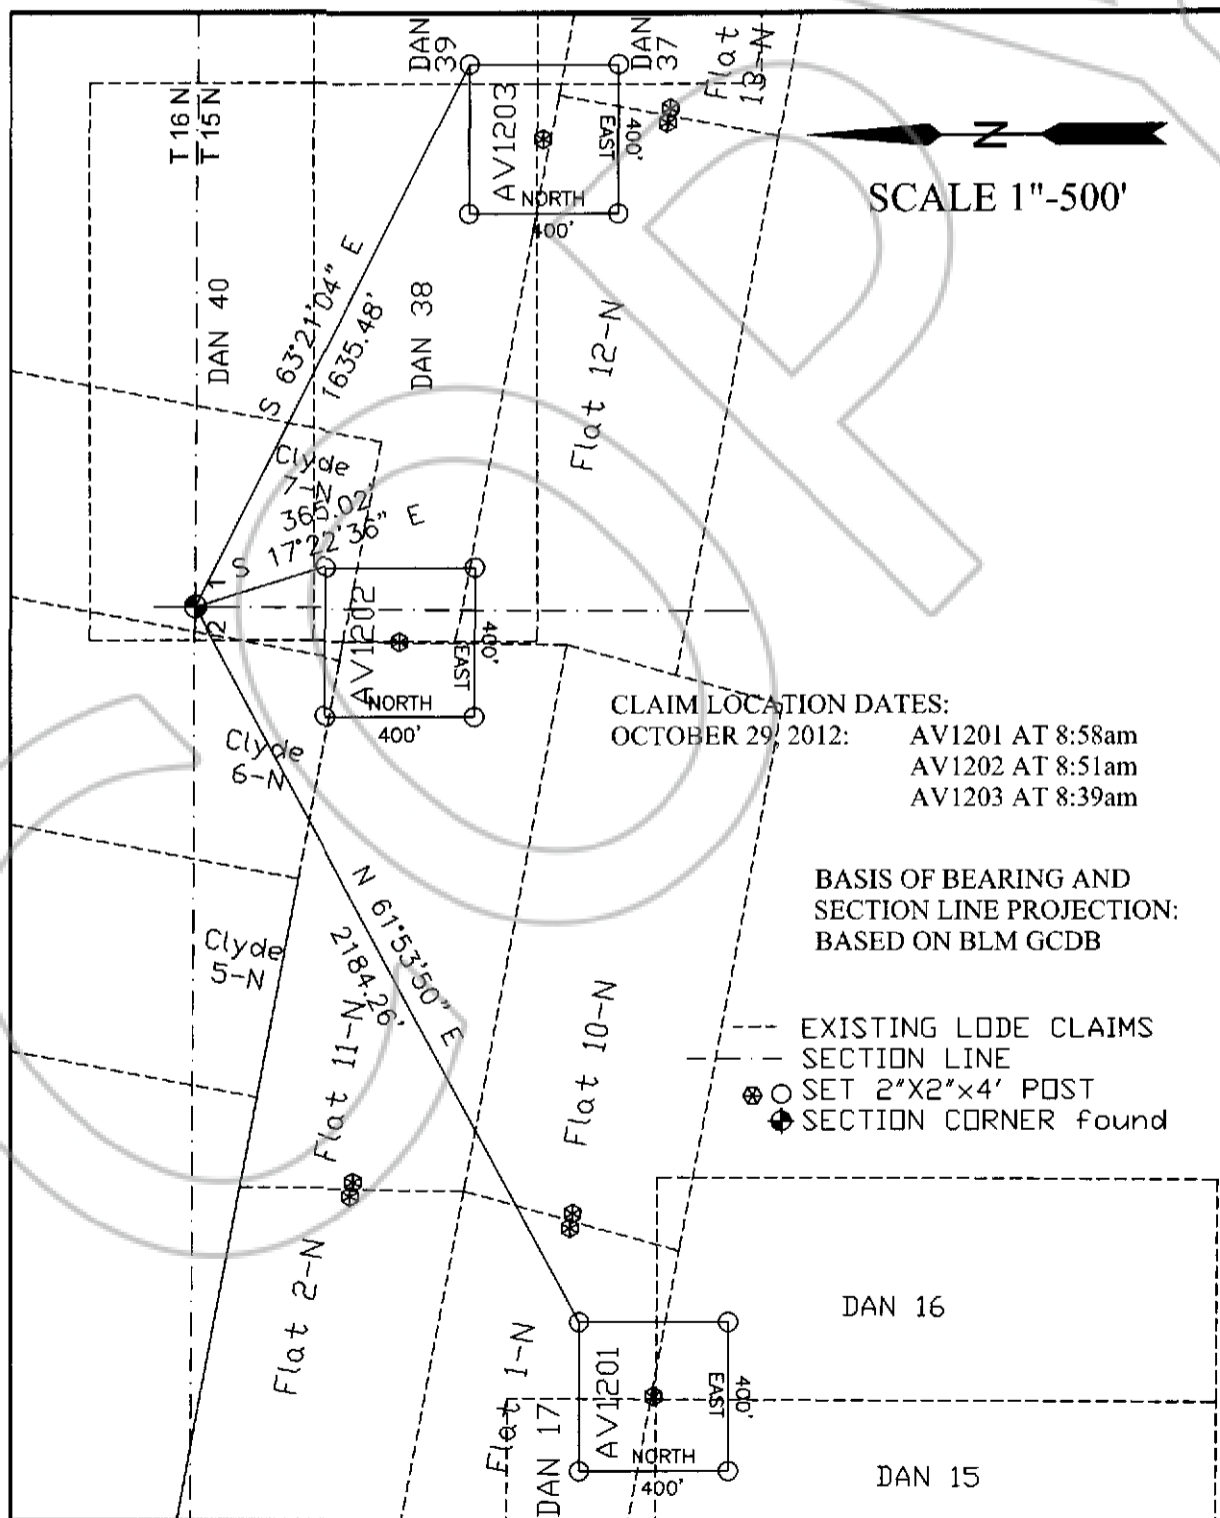 DAN
39
DAN
37
Flat
13-N
T 16 N
T 15 N
AV1203
EAST
400'
NORTH
400'
N
SCALE 1"-500'
DAN 40
S 63°21'04" E
1635.48'
DAN 38
Flat 12-N
Clyde
7-N
365.02'
S 17°22'36" E
1
2
AV1202
EAST
400'
NORTH
400'
CLAIM LOCATION DATES:
OCTOBER 29, 2012: AV1201 AT 8:58am
AV1202 AT 8:51am
AV1203 AT 8:39am
Clyde
6-N
BASIS OF BEARING AND
SECTION LINE PROJECTION:
BASED ON BLM GCDB
N 61°53'50" E
2184.26'
Clyde
5-N
Flat 11-N
Flat 10-N
EXISTING LODE CLAIMS
SECTION LINE
SET 2"X2"x4' POST
SECTION CORNER found
Flat 2-N
Flat 1-N
DAN 17
AV1201
EAST
400'
NORTH
400'
DAN 16
DAN 15
COPY